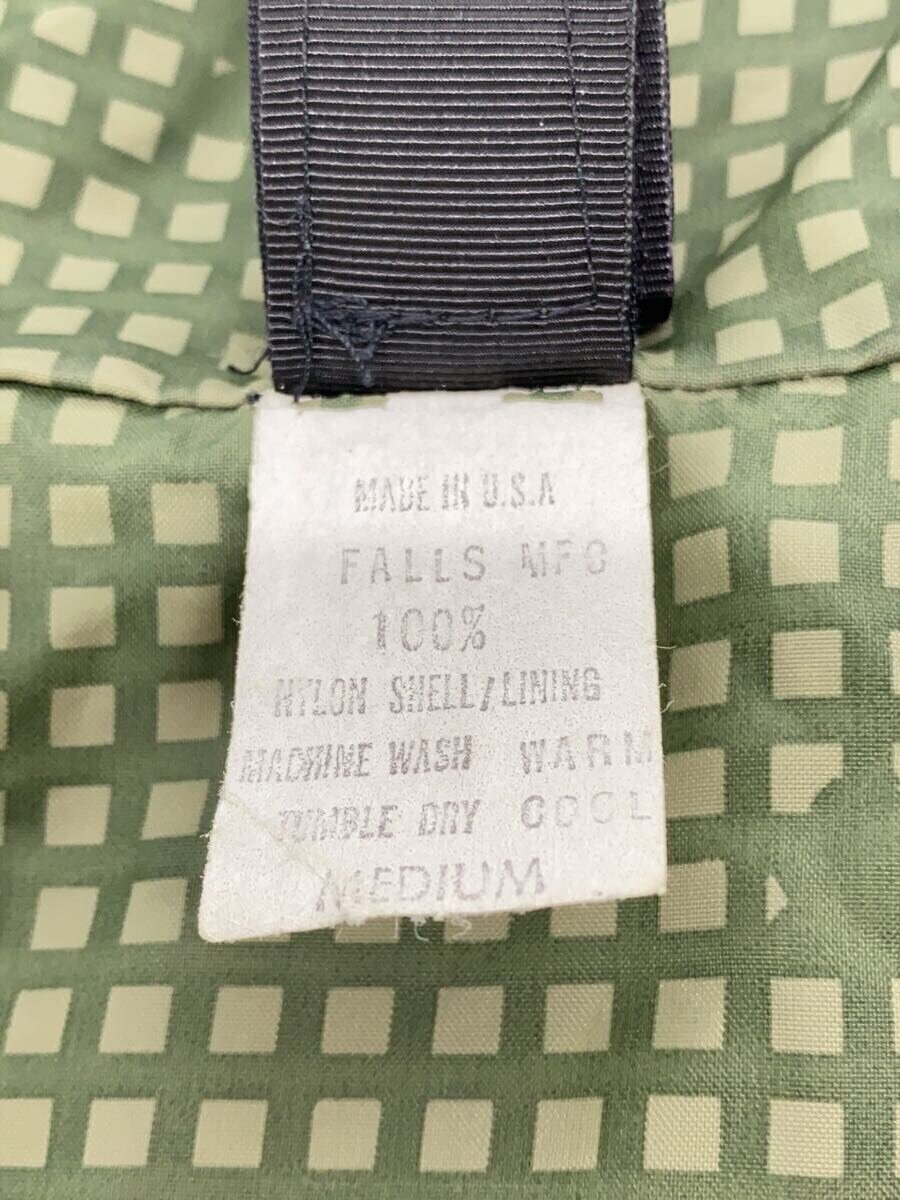 MADE IN U.S.A
FALLS MFG
100%
NYLON SHELL/LINING
MACHINE WASH WARM
TUMBLE DRY COOL
MEDIUM